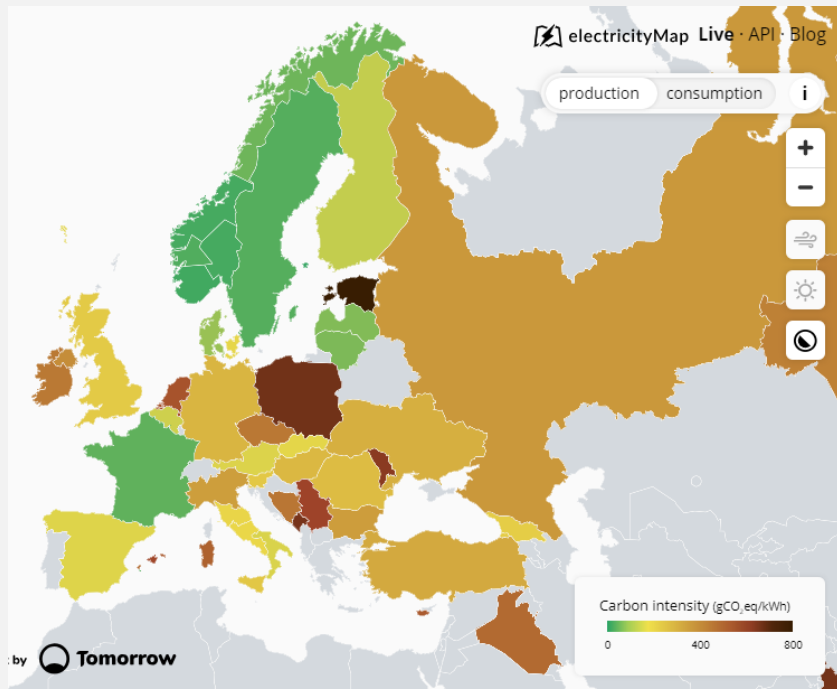 electricityMap Live · API · Blog
production consumption i
+
−
Carbon intensity (gCO₂eq/kWh)
0 400 800
t by Tomorrow